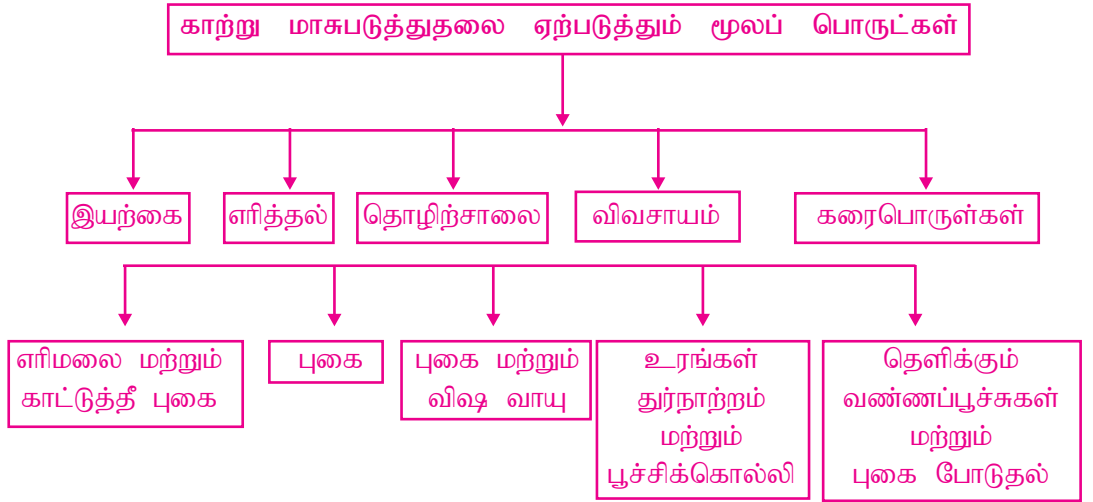 காற்று மாசுபடுத்துதலை ஏற்படுத்தும் மூலப் பொருட்கள்
இயற்கை
எரித்தல்
தொழிற்சாலை
விவசாயம்
கரைபொருள்கள்
எரிமலை மற்றும்
காட்டுத்தீ புகை
புகை
புகை மற்றும்
விஷ வாயு
உரங்கள்
துர்நாற்றம்
மற்றும்
பூச்சிக்கொல்லி
தெளிக்கும்
வண்ணப்பூச்சுகள்
மற்றும்
புகை போடுதல்